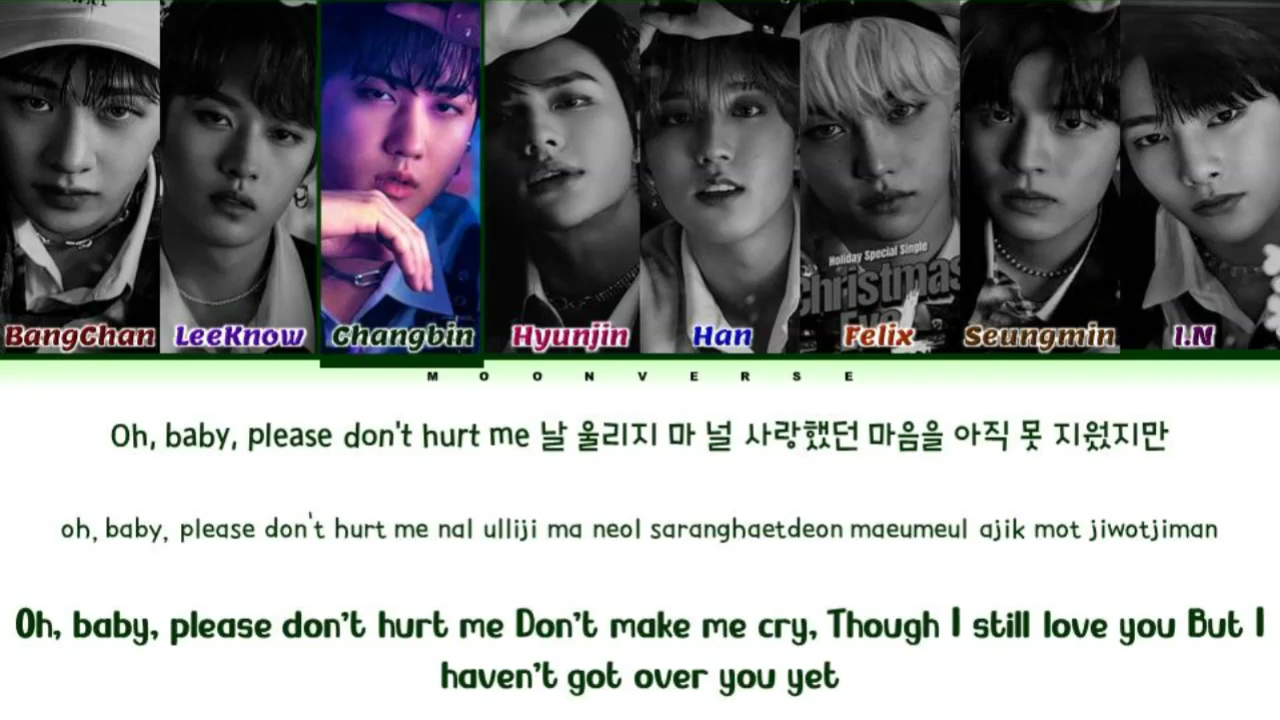 Holiday Special Single
Christmas
BangChan LeeKnow Changbin Hyunjin Han Felix Seungmin I.N
MOONVERSE
Oh, baby, please don't hurt me 날 울리지 마 널 사랑했던 마음을 아직 못 지웠지만
oh, baby, please don't hurt me nal ulliji ma neol saranghaetdeon maeumeul ajik mot jiwotjiman
Oh, baby, please don't hurt me Don't make me cry, Though I still love you But I
haven't got over you yet